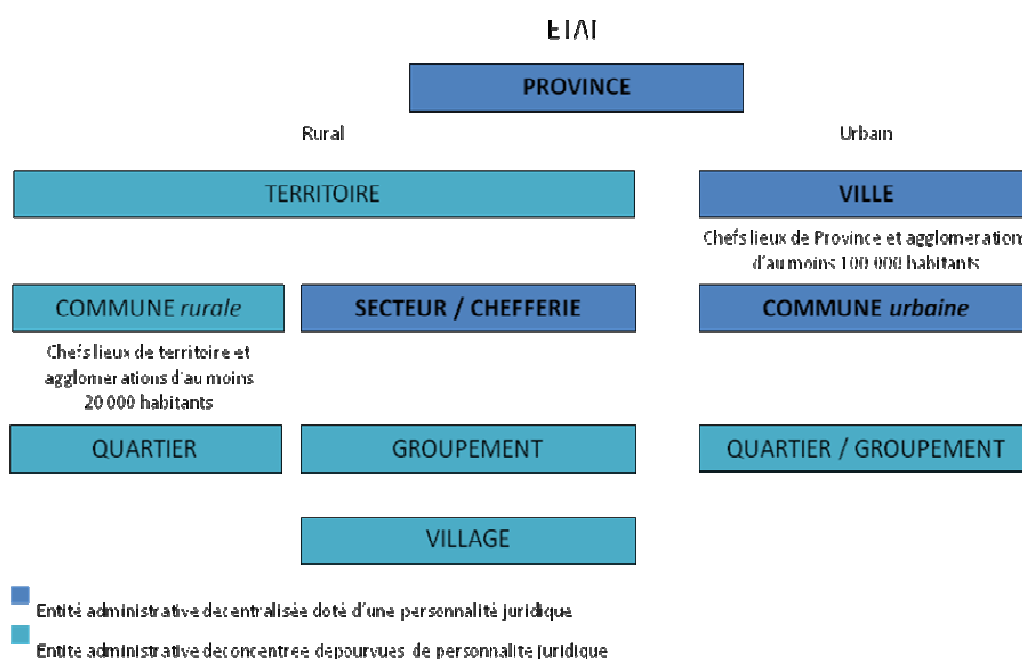 ETAT
PROVINCE
Rural
Urbain
TERRITOIRE
VILLE
Chefs lieux de Province et agglomeration
d'au moins 100 000 habitants
COMMUNE rurale
SECTEUR / CHEFFERIE
COMMUNE urbaine
Chefs lieux de territoire et
agglomerations d'au moins
20 000 habitants
QUARTIER
GROUPEMENT
QUARTIER / GROUPEMENT
VILLAGE
Entité administrative decentralisée doté d'une personnalité juridique
Entite administrative deconcentree depourvues de personnalite juridique